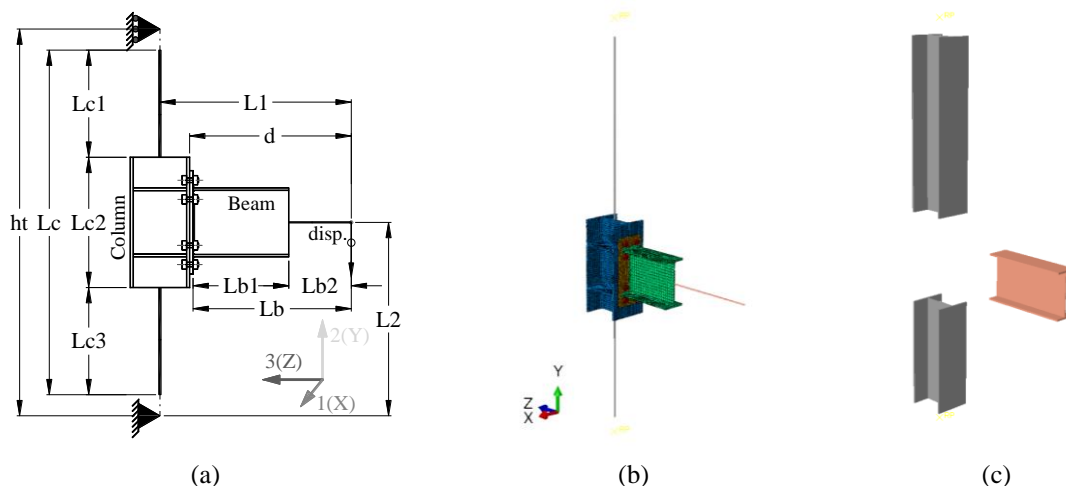 L1
d
Lc1
ht
Lc
Lc2
Column
Beam
disp.
Lb1
Lb2
Lb
L2
Lc3
2(Y)
3(Z)
1(X)
Y
Z
X
(a)
(b)
(c)